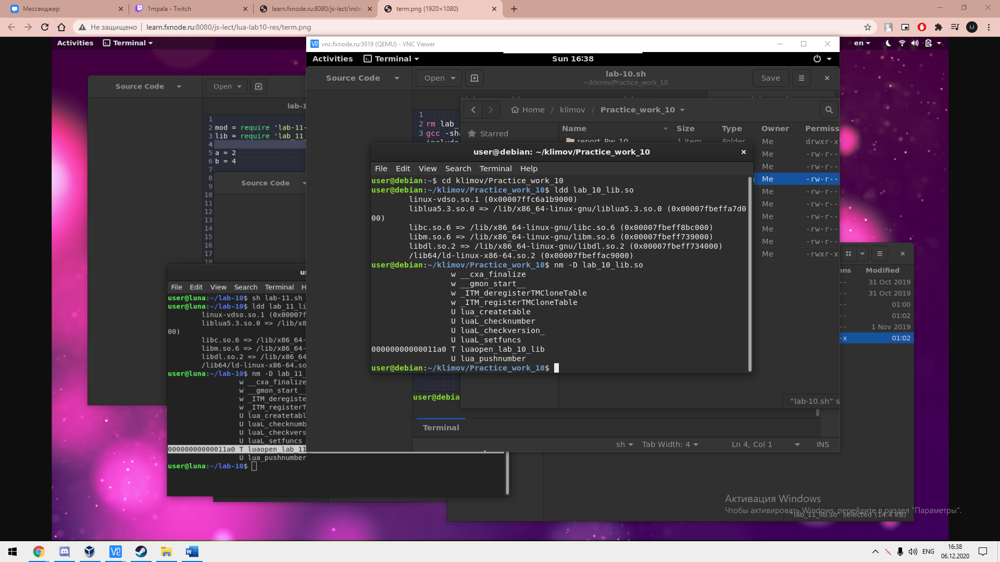 Мессенджер
1mpala - Twitch
learn.fxnode.ru:8080/js-lect/inde
term.png (1920×1080)
Не защищено
learn.fxnode.ru:8080/js-lect/lua-lab10-res/term.png
Activities
Terminal
en
Source Code
Open
lab-1
1
2 mod = require 'lab-11-
3 lib = require 'lab_11_
4
5 a = 2
6 b = 4
7
8
9
10
11
12
13
14
15
16
17
18
Source Code
File Edit View Search Terminal H
user@luna:~/lab-10$ sh lab-11.sh
user@luna:~/lab-10$ ldd lab_11_li
linux-vdso.so.1 (0x00007f
liblua5.3.so.0 => /lib/x8
00)
libc.so.6 => /lib/x86_64-
libm.so.6 => /lib/x86_64-
libdl.so.2 => /lib/x86_64
/lib64/ld-linux-x86-64.so
user@luna:~/lab-10$ nm -D lab_11_
w __cxa_finalize
w __gmon_start__
w _ITM_deregiste
w _ITM_registerT
U lua_createtabl
U luaL_checknumb
U luaL_checkvers
U luaL_setfuncs
00000000000011a0 T luaopen_lab_11
U lua_pushnumber
user@luna:~/lab-10$
vnc.fxnode.ru:5919 (QEMU) - VNC Viewer
Activities
Terminal
Sun 16:38
Source Code
Open
lab-10.sh
~/klimov/Practice_work_10
Save
1
2 rm lab_
3 gcc -sha
include
Home / klimov / Practice_work_10
Starred
Name Size Type Owner Permiss
report_Pw_10 1 item Folder Me drwxr-x
Me -rw-r--
Me -rw-r--
Me -rw-r--
Me -rw-r--
Me -rw-r--
Me -rw-r--
Me -rw-r--
Me -rw-r--
Me -rwxr-x
user@debian: ~/klimov/Practice_work_10
File Edit View Search Terminal Help
user@debian:~$ cd klimov/Practice_work_10
user@debian:~/klimov/Practice_work_10$ ldd lab_10_lib.so
linux-vdso.so.1 (0x00007ffc6a1b9000)
liblua5.3.so.0 => /lib/x86_64-linux-gnu/liblua5.3.so.0 (0x00007fbeffa7d0
00)
libc.so.6 => /lib/x86_64-linux-gnu/libc.so.6 (0x00007fbeff8bc000)
libm.so.6 => /lib/x86_64-linux-gnu/libm.so.6 (0x00007fbeff739000)
libdl.so.2 => /lib/x86_64-linux-gnu/libdl.so.2 (0x00007fbeff734000)
/lib64/ld-linux-x86-64.so.2 (0x00007fbeffac9000)
user@debian:~/klimov/Practice_work_10$ nm -D lab_10_lib.so
w __cxa_finalize
w __gmon_start__
w _ITM_deregisterTMCloneTable
w _ITM_registerTMCloneTable
U lua_createtable
U luaL_checknumber
U luaL_checkversion_
U luaL_setfuncs
00000000000011a0 T luaopen_lab_10_lib
U lua_pushnumber
user@debian:~/klimov/Practice_work_10$
user@debia
"lab-10.sh" s
Terminal
sh
Tab Width: 4
Ln 4, Col 1
INS
ons Modified
31 Oct 2019
31 Oct 2019
01:00
01:02
1 Nov 2019
-x 01:02
"lab_11_lib.so" selected (14.4 kB)
Активация Windows
Чтобы активировать Windows, перейдите в раздел "Параметры".
ENG
16:38
06.12.2020